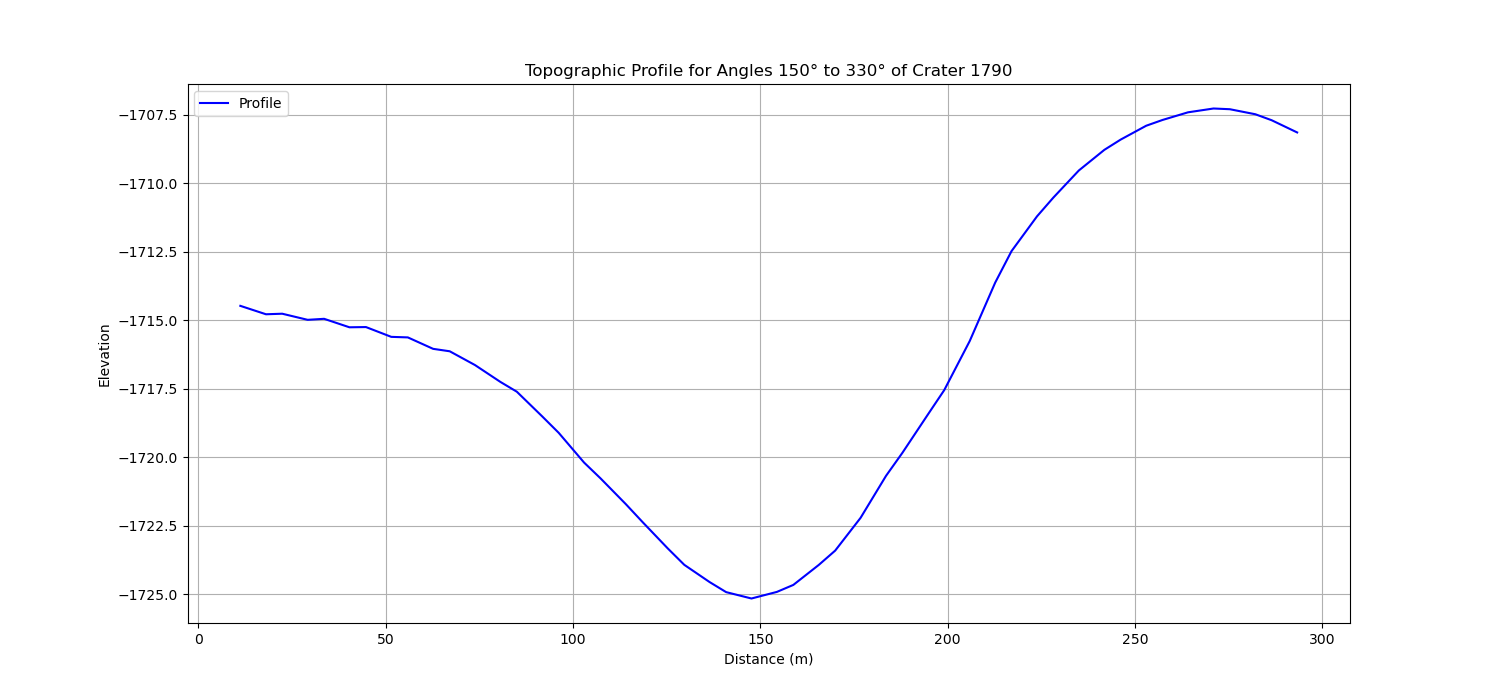 Topographic Profile for Angles 150° to 330° of Crater 1790
Profile
−1707.5
−1710.0
−1712.5
−1715.0
−1717.5
−1720.0
−1722.5
−1725.0
Elevation
0 50 100 150 200 250 300
Distance (m)